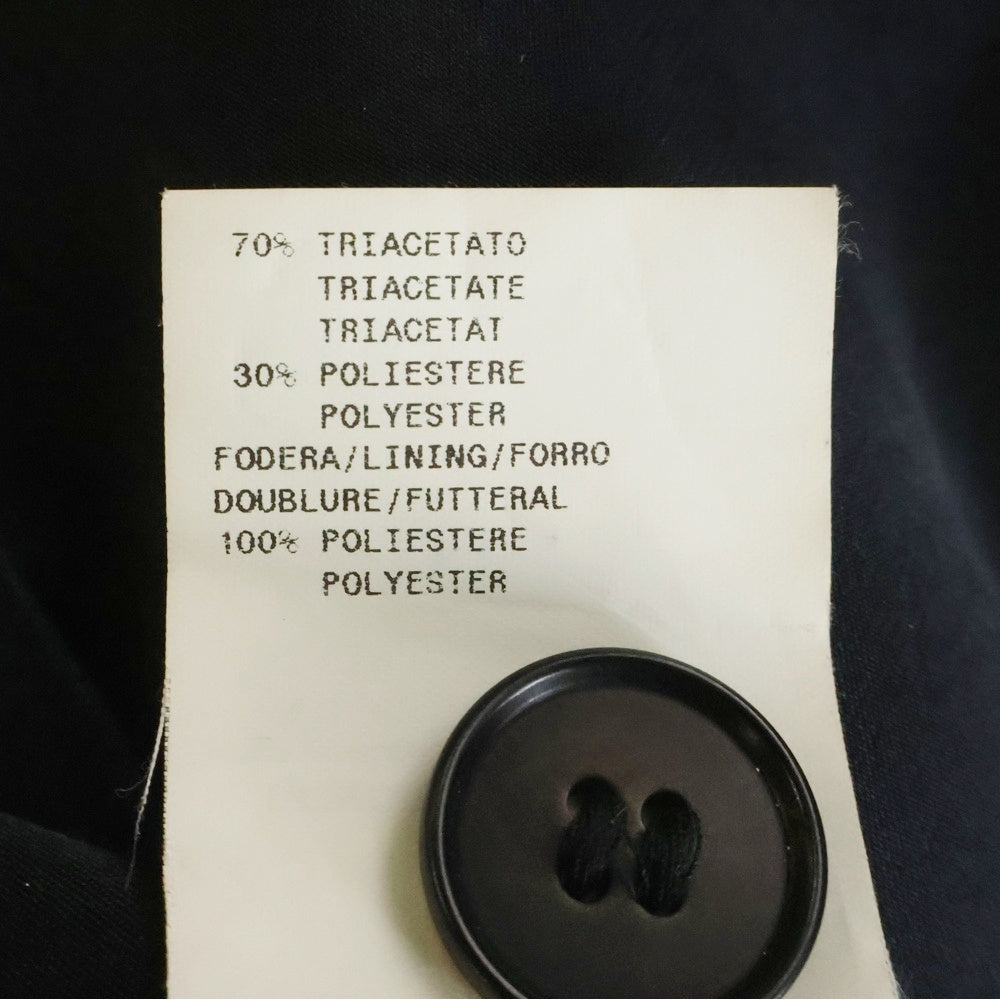 70% TRIACETATO
TRIACETATE
TRIACETAT
30% POLIESTERE
POLYESTER
FODERA/LINING/FORRO
DOUBLURE/FUTTERAL
100% POLIESTERE
POLYESTER